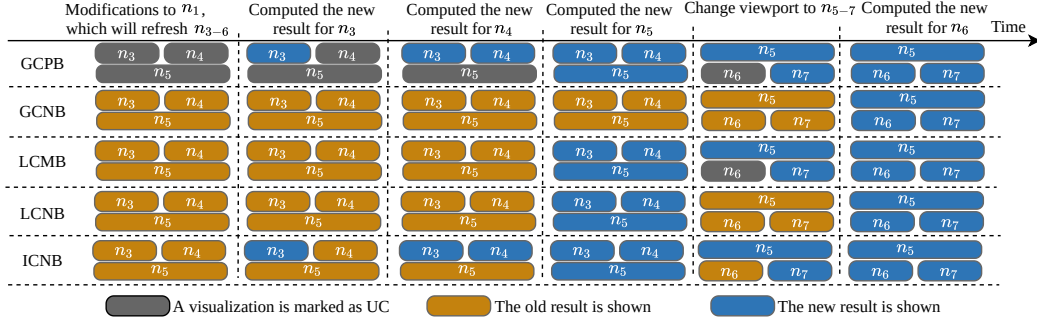 Modifications to n₁, which will refresh n₃₋₆
Computed the new result for n₃
Computed the new result for n₄
Computed the new result for n₅
Change viewport to n₅₋₇
Computed the new result for n₆
Time
GCPB
n₃ n₄ n₃ n₄ n₃ n₄ n₃ n₄ n₅ n₅
n₅ n₅ n₅ n₅ n₆ n₇ n₆ n₇
GCNB
n₃ n₄ n₃ n₄ n₃ n₄ n₃ n₄ n₅ n₅
n₅ n₅ n₅ n₅ n₆ n₇ n₆ n₇
LCMB
n₃ n₄ n₃ n₄ n₃ n₄ n₃ n₄ n₅ n₅
n₅ n₅ n₅ n₅ n₆ n₇ n₆ n₇
LCNB
n₃ n₄ n₃ n₄ n₃ n₄ n₃ n₄ n₅ n₅
n₅ n₅ n₅ n₅ n₆ n₇ n₆ n₇
ICNB
n₃ n₄ n₃ n₄ n₃ n₄ n₃ n₄ n₅ n₅
n₅ n₅ n₅ n₅ n₆ n₇ n₆ n₇
A visualization is marked as UC
The old result is shown
The new result is shown